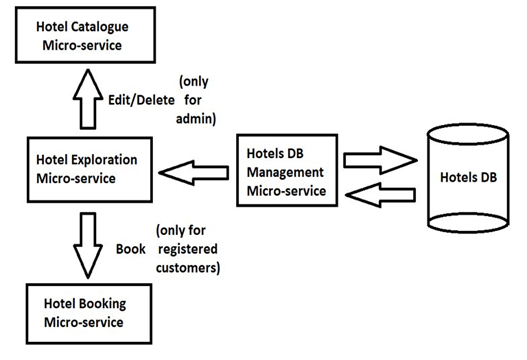 Hotel Catalogue
Micro-service
Edit/Delete (only for admin)
Hotel Exploration
Micro-service
Hotels DB
Management
Micro-service
Hotels DB
Book (only for registered customers)
Hotel Booking
Micro-service